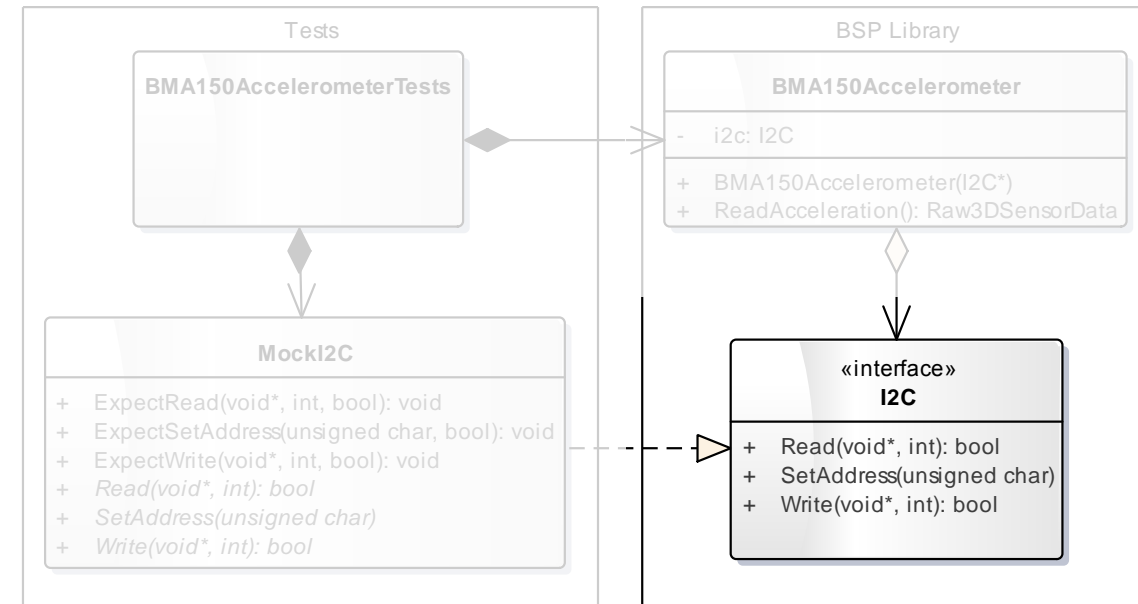 Tests
BMA150AccelerometerTests
MockI2C
+ ExpectRead(void*, int, bool): void
+ ExpectSetAddress(unsigned char, bool): void
+ ExpectWrite(void*, int, bool): void
+ Read(void*, int): bool
+ SetAddress(unsigned char)
+ Write(void*, int): bool
BSP Library
BMA150Accelerometer
- i2c: I2C
+ BMA150Accelerometer(I2C*)
+ ReadAcceleration(): Raw3DSensorData
«interface»
I2C
+ Read(void*, int): bool
+ SetAddress(unsigned char)
+ Write(void*, int): bool